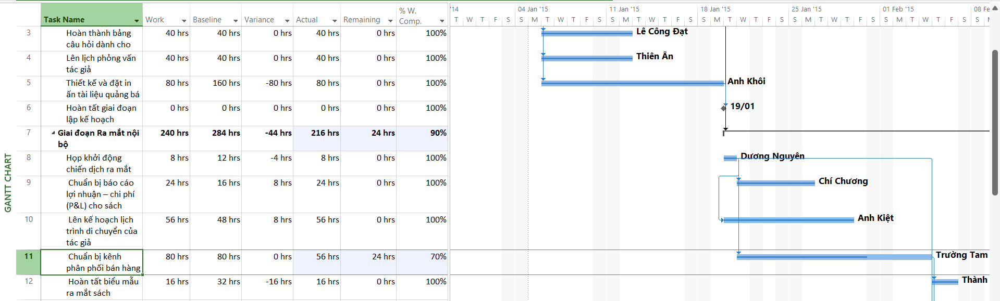 '14 04 Jan '15 11 Jan '15 18 Jan '15 25 Jan '15 01 Feb '15 08 Fe
Task Name Work Baseline Variance Actual Remaining % W. Comp.
T W T F S S M T W T F S S M T W T F S S M T W T F S S M T W T F S S M T W T F S S
3 Hoàn thành bảng 40 hrs 40 hrs 0 hrs 40 hrs 0 hrs 100% Lê Công Đạt
câu hỏi dành cho
4 Lên lịch phỏng vấn 40 hrs 40 hrs 0 hrs 40 hrs 0 hrs 100% Thiên Ân
tác giả
5 Thiết kế và đặt in 80 hrs 160 hrs -80 hrs 80 hrs 0 hrs 100% Anh Khôi
ấn tài liệu quảng bá
6 Hoàn tất giai đoạn 0 hrs 0 hrs 0 hrs 0 hrs 0 hrs 100% 19/01
lập kế hoạch
7 Giai đoạn Ra mắt nội 240 hrs 284 hrs -44 hrs 216 hrs 24 hrs 90%
bộ
8 Họp khởi động 8 hrs 12 hrs -4 hrs 8 hrs 0 hrs 100% Dương Nguyên
chiến dịch ra mắt
9 Chuẩn bị báo cáo 24 hrs 16 hrs 8 hrs 24 hrs 0 hrs 100% Chí Chương
lợi nhuận – chi phí
(P&L) cho sách
10 Lên kế hoạch lịch 56 hrs 48 hrs 8 hrs 56 hrs 0 hrs 100% Anh Kiệt
trình di chuyển của
tác giả
11 Chuẩn bị kênh 80 hrs 80 hrs 0 hrs 56 hrs 24 hrs 70% Trường Tam
phân phối bán hàng
12 Hoàn tất biểu mẫu 16 hrs 32 hrs -16 hrs 16 hrs 0 hrs 100% Thành
ra mắt sách
GANTT CHART